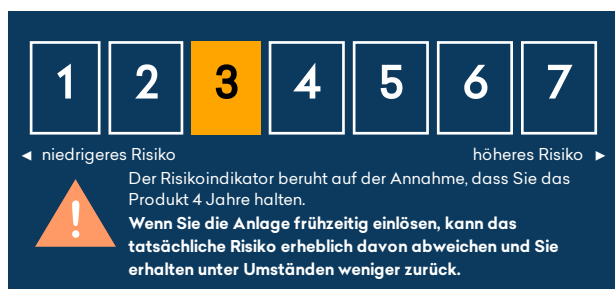 1 2 3 4 5 6 7
◄ niedrigeres Risiko höheres Risiko ►
Der Risikoindikator beruht auf der Annahme, dass Sie das
Produkt 4 Jahre halten.
Wenn Sie die Anlage frühzeitig einlösen, kann das
tatsächliche Risiko erheblich davon abweichen und Sie
erhalten unter Umständen weniger zurück.